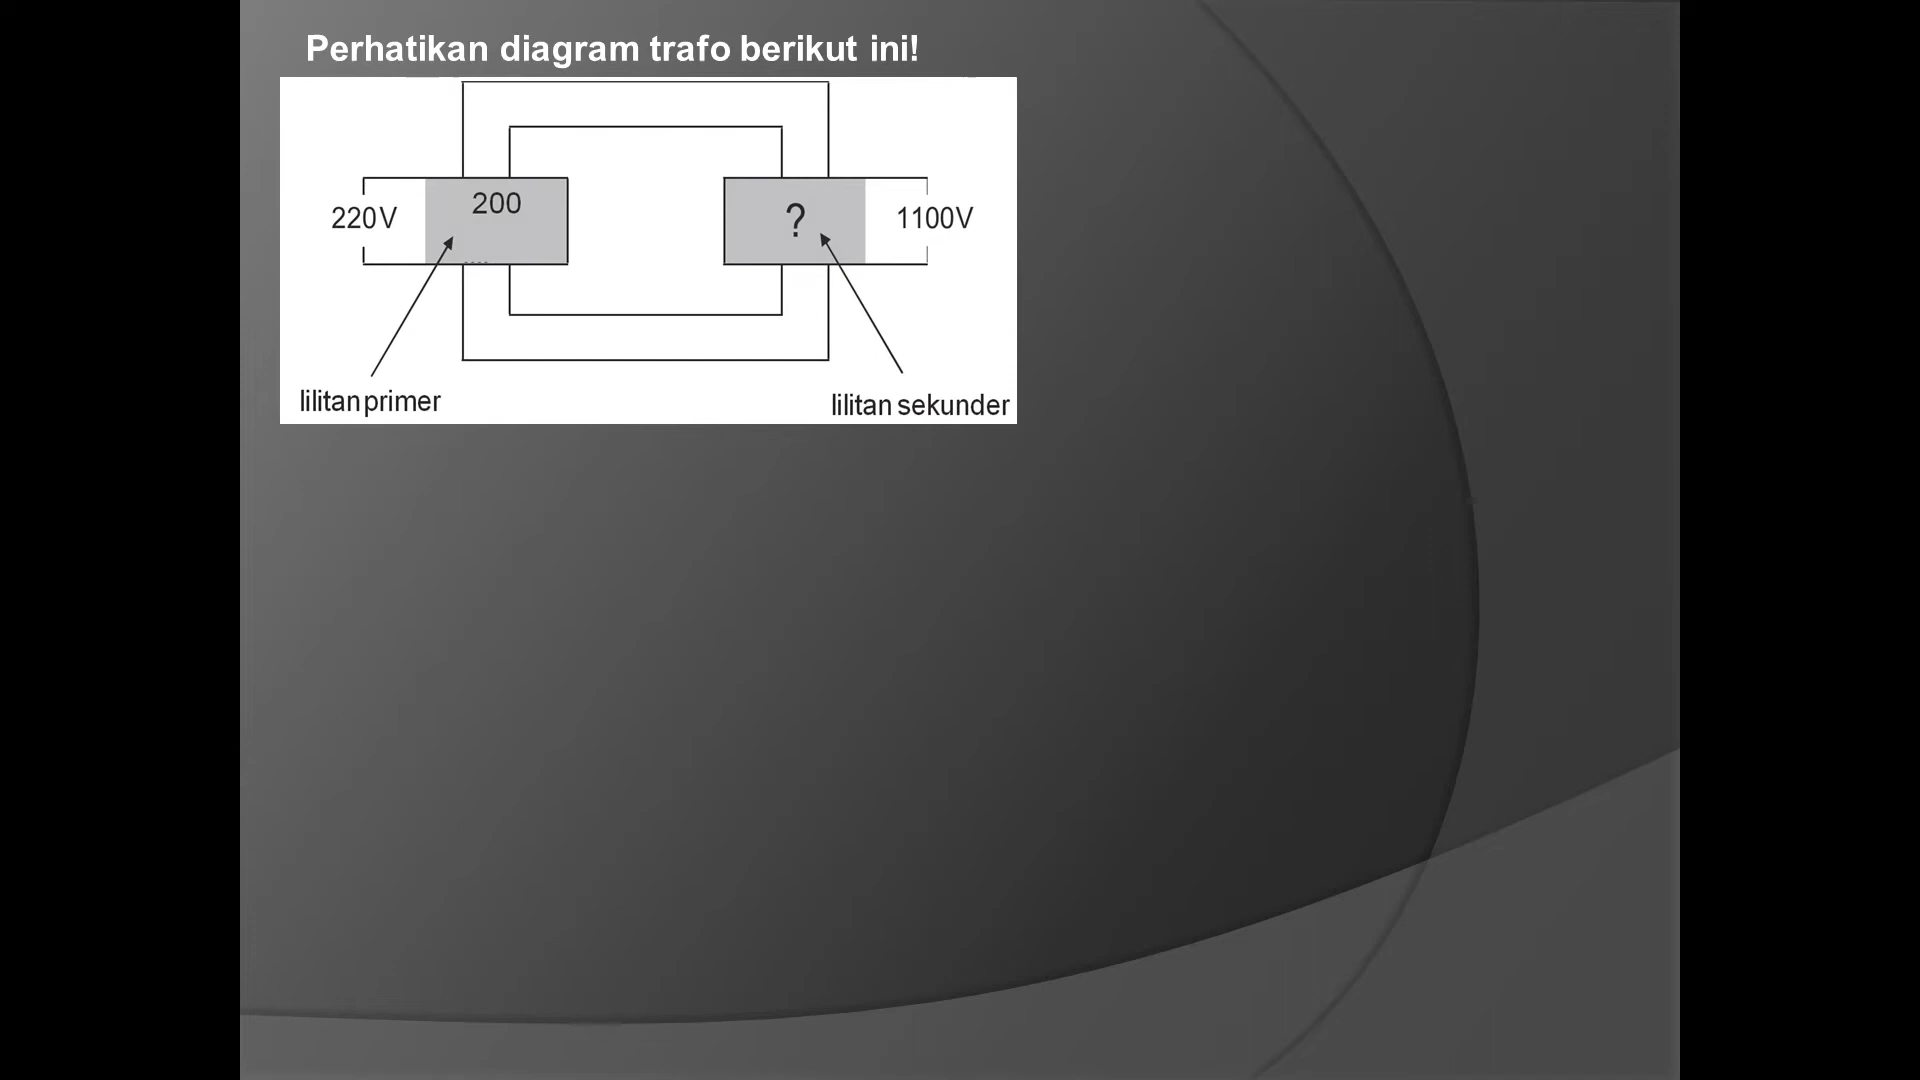 Perhatikan diagram trafo berikut ini!
220V
200
?
1100V
lilitan primer
lilitan sekunder